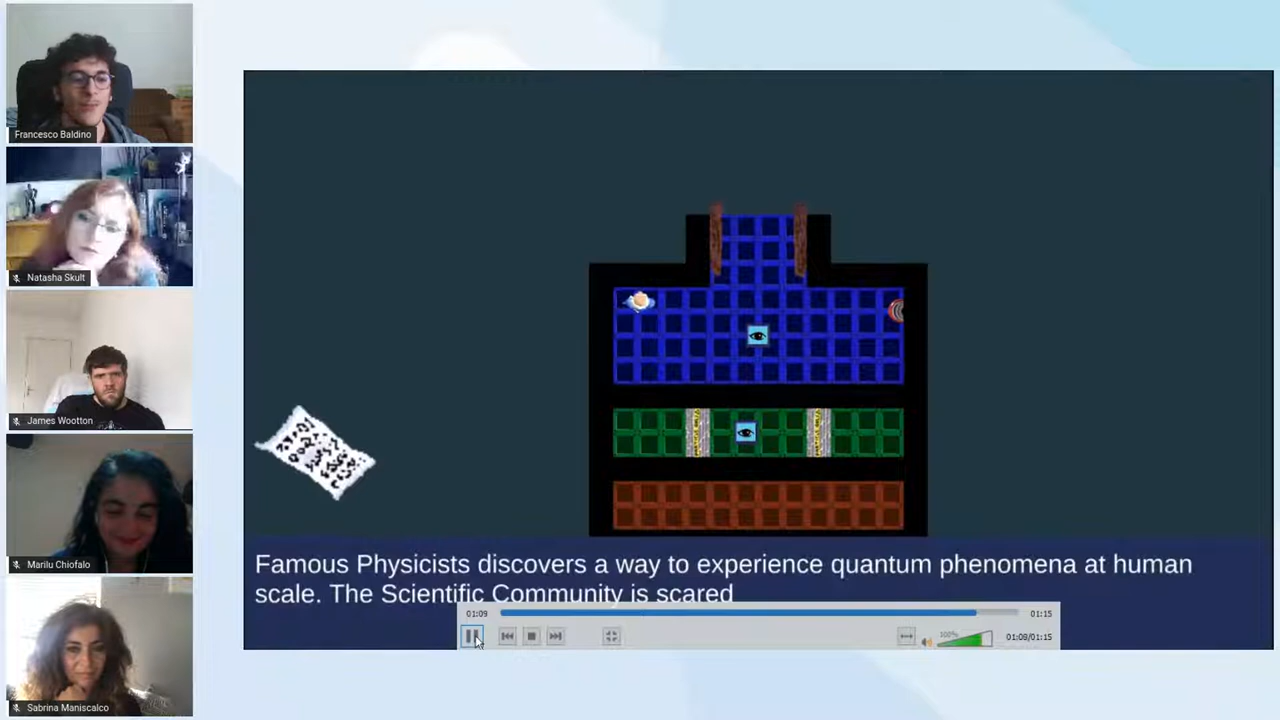 Francesco Baldino
Natasha Skult
James Wootton
Marilu Chiofalo
Sabrina Maniscalco
Famous Physicists discovers a way to experience quantum phenomena at human
scale. The Scientific Community is scared
01:09
01:15
100%
01:09/01:15